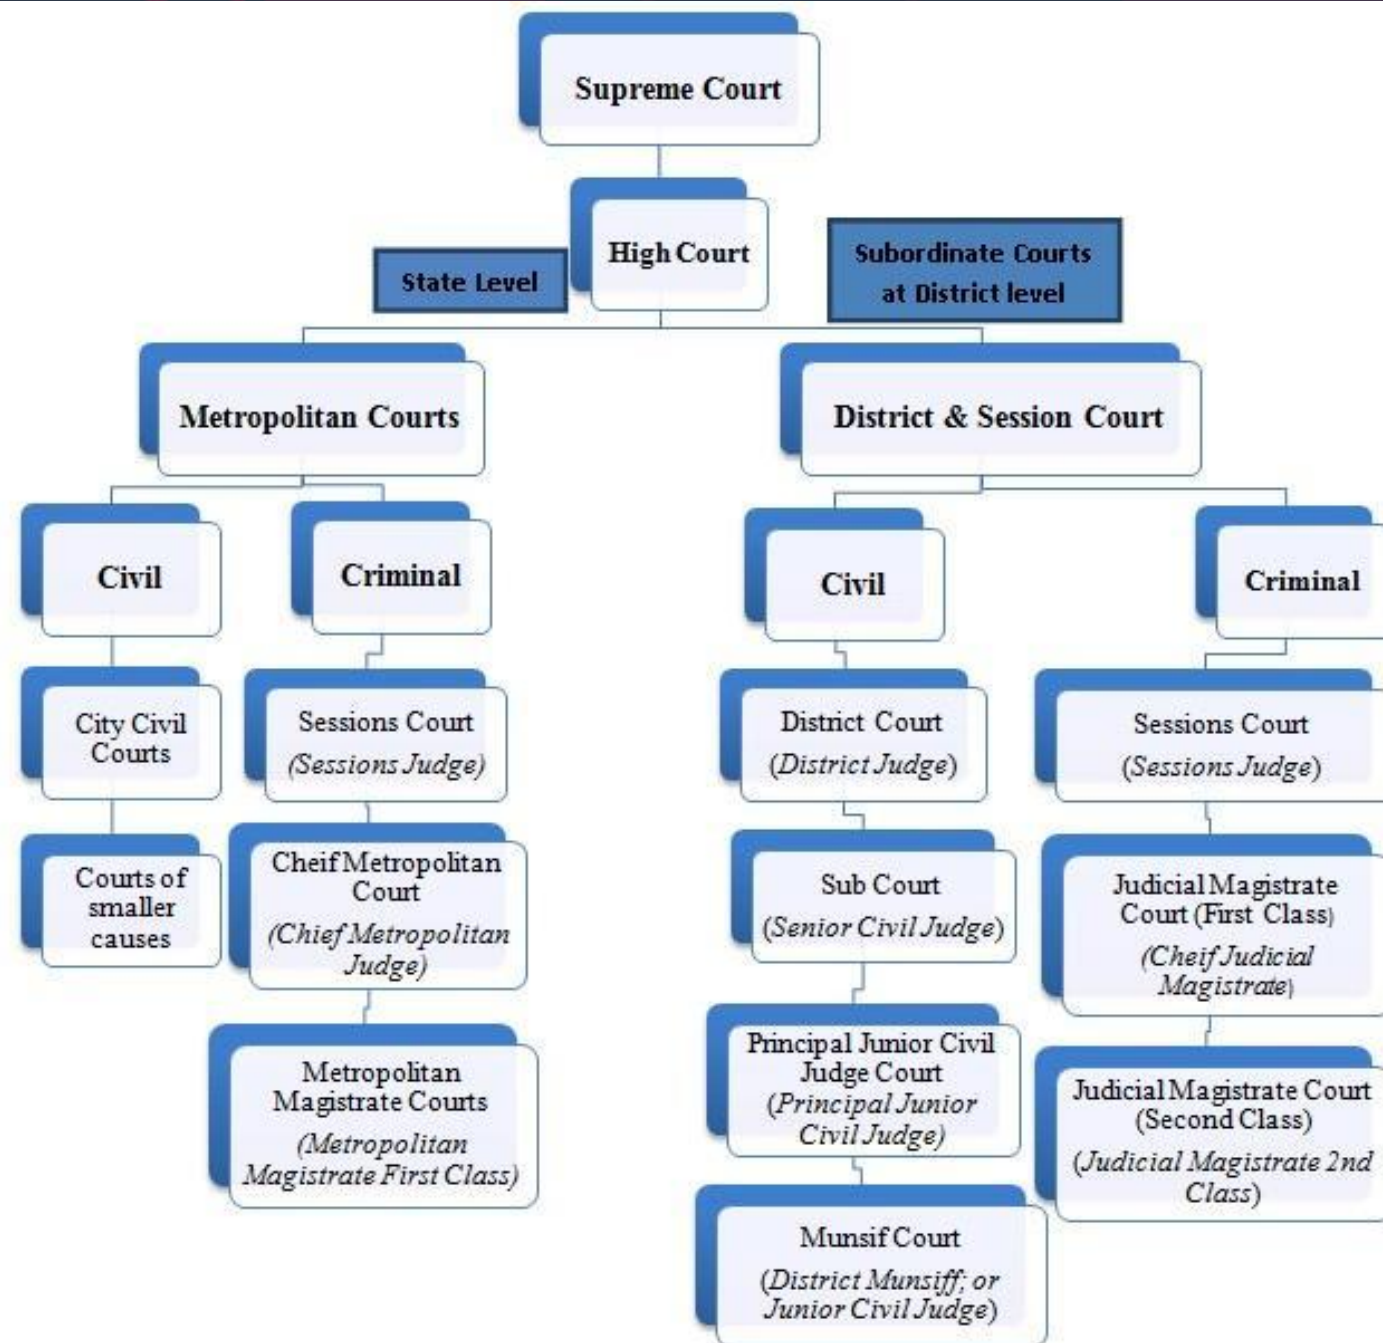 Supreme Court
High Court
State Level
Subordinate Courts
at District level
Metropolitan Courts
District & Session Court
Civil
Criminal
Civil
Criminal
City Civil
Courts
Courts of
smaller
causes
Sessions Court
(Sessions Judge)
Cheif Metropolitan
Court
(Chief Metropolitan
Judge)
Metropolitan
Magistrate Courts
(Metropolitan
Magistrate First Class)
District Court
(District Judge)
Sub Court
(Senior Civil Judge)
Principal Junior Civil
Judge Court
(Principal Junior
Civil Judge)
Munsif Court
(District Munsiff; or
Junior Civil Judge)
Sessions Court
(Sessions Judge)
Judicial Magistrate
Court (First Class)
(Cheif Judicial
Magistrate)
Judicial Magistrate Court
(Second Class)
(Judicial Magistrate 2nd
Class)